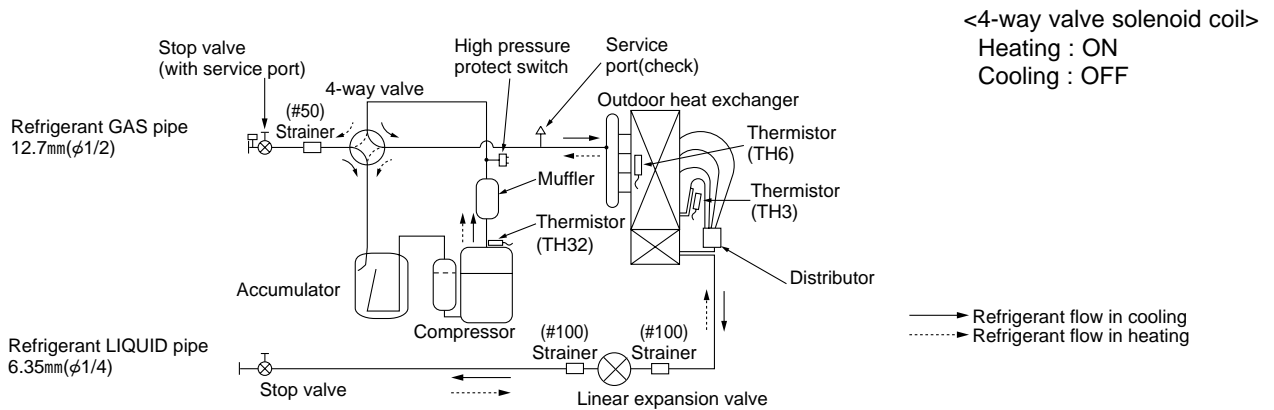 <4-way valve solenoid coil>
Heating : ON
Cooling : OFF
Stop valve
(with service port)
High pressure
protect switch
Service
port(check)
4-way valve
Outdoor heat exchanger
(#50)
Strainer
Refrigerant GAS pipe
12.7㎜(φ1/2)
Thermistor
(TH6)
Muffler
Thermistor
(TH3)
Thermistor
(TH32)
Distributor
Accumulator
Compressor
Refrigerant flow in cooling
Refrigerant flow in heating
(#100)
Strainer
(#100)
Strainer
Refrigerant LIQUID pipe
6.35㎜(φ1/4)
Stop valve
Linear expansion valve